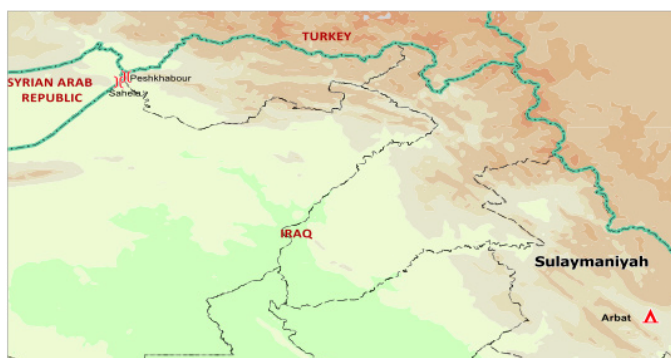 TURKEY
Peshkhabour
SYRIAN ARAB
REPUBLIC
Sahela
IRAQ
Sulaymaniyah
Arbat